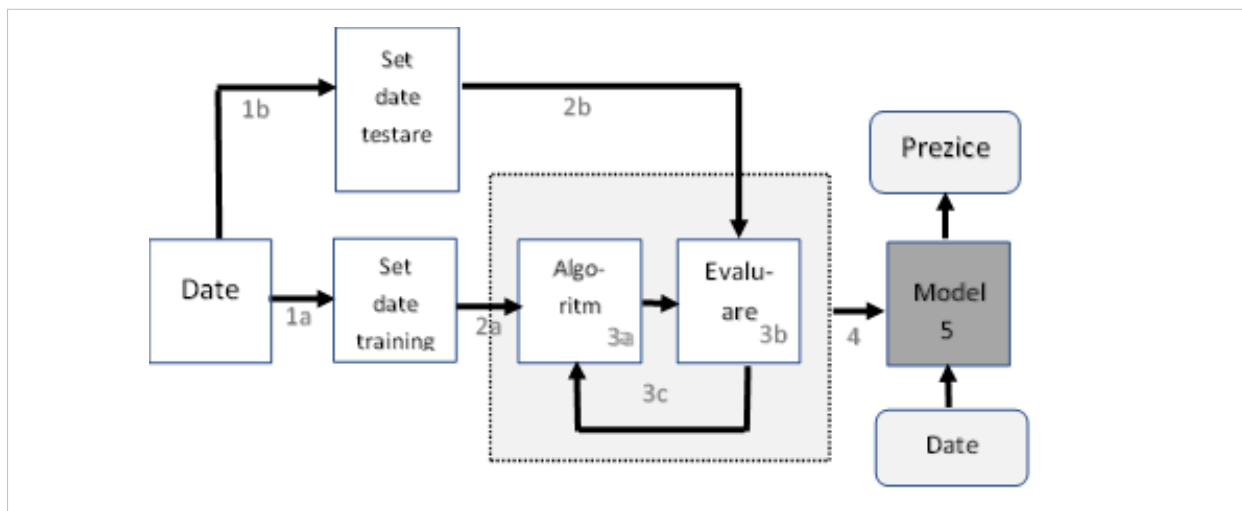 Set
date
testare
1b
2b
Prezice
Date
1a
Set
date
training
2a
Algo-
ritm
3a
Evalu-
are
3b
3c
4
Model
5
Date